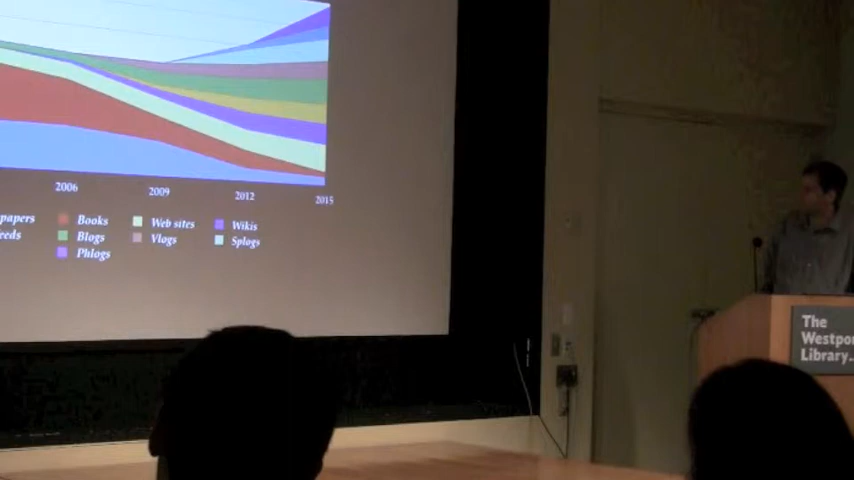 2006 2009 2012 2015
papers Books Web sites Wikis
eeds Blogs Vlogs Splogs
Phlogs
The
Westpo
Library.